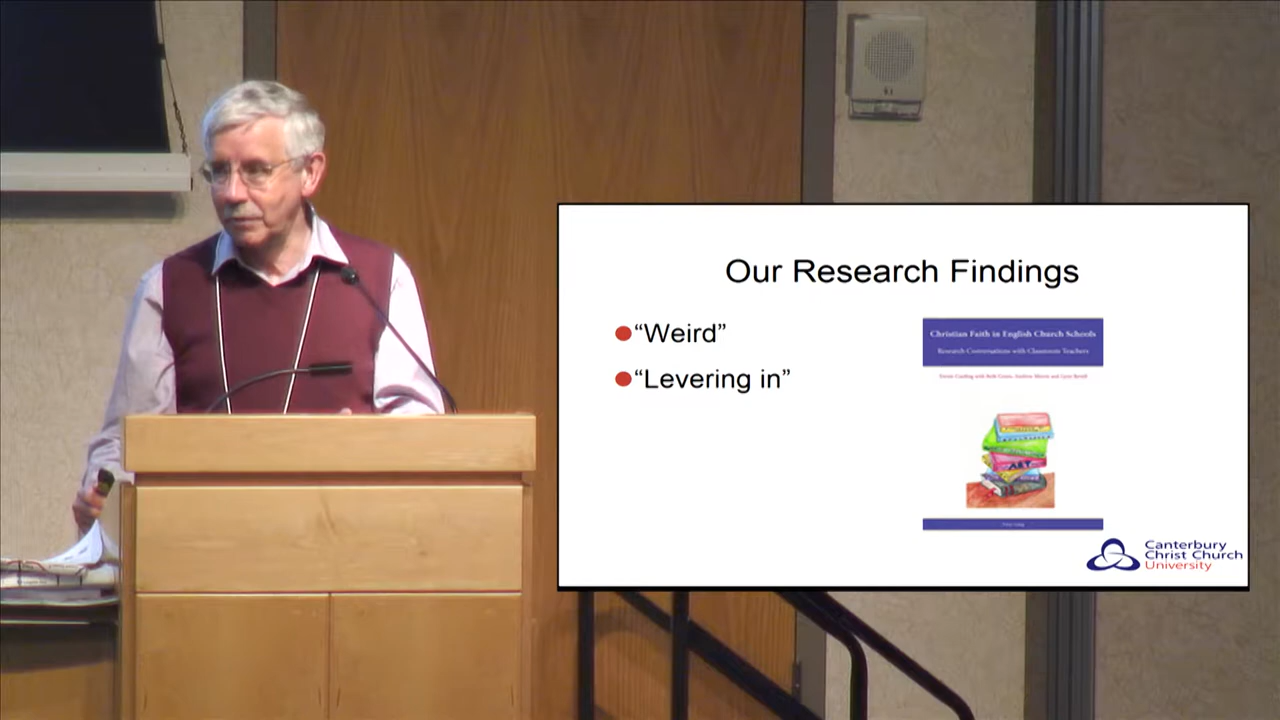 Our Research Findings
“Weird”
“Levering in”
Christian Faith in English Church Schools
Research Conversations with Classroom Teachers
ART
Canterbury
Christ Church
University